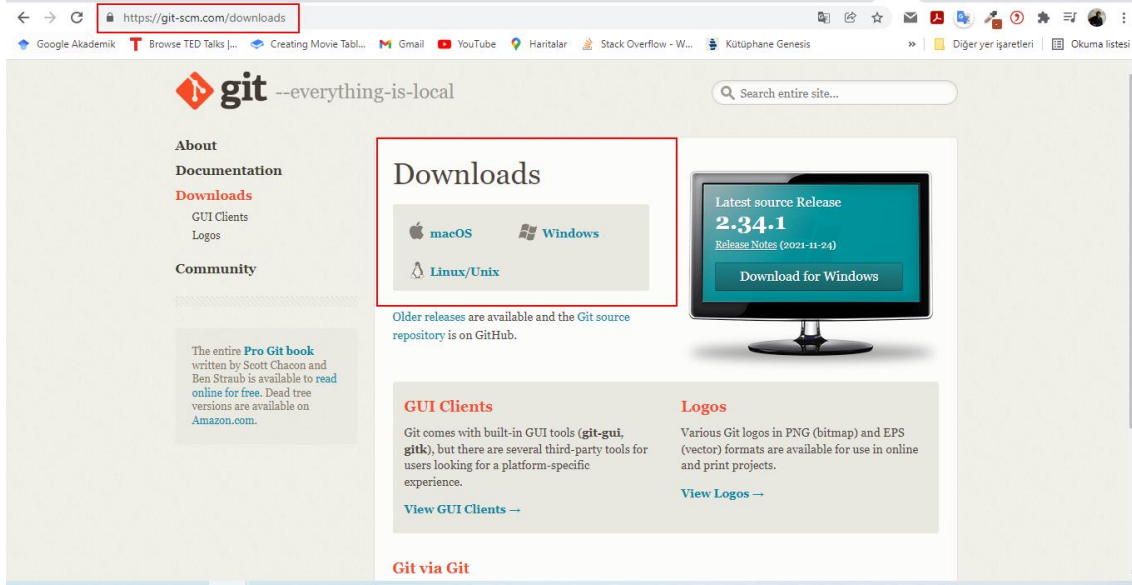 https://git-scm.com/downloads
Google Akademik
Browse TED Talks |...
Creating Movie Tabl...
Gmail
YouTube
Haritalar
Stack Overflow - W...
Kütüphane Genesis
»
Diğer yer işaretleri
Okuma listesi
git --everything-is-local
Search entire site...
About
Documentation
Downloads
GUI Clients
Logos
Community
The entire Pro Git book
written by Scott Chacon and
Ben Straub is available to read
online for free. Dead tree
versions are available on
Amazon.com.
Downloads
macOS
Windows
Linux/Unix
Older releases are available and the Git source
repository is on GitHub.
Latest source Release
2.34.1
Release Notes (2021-11-24)
Download for Windows
GUI Clients
Git comes with built-in GUI tools (git-gui,
gitk), but there are several third-party tools for
users looking for a platform-specific
experience.
View GUI Clients →
Logos
Various Git logos in PNG (bitmap) and EPS
(vector) formats are available for use in online
and print projects.
View Logos →
Git via Git